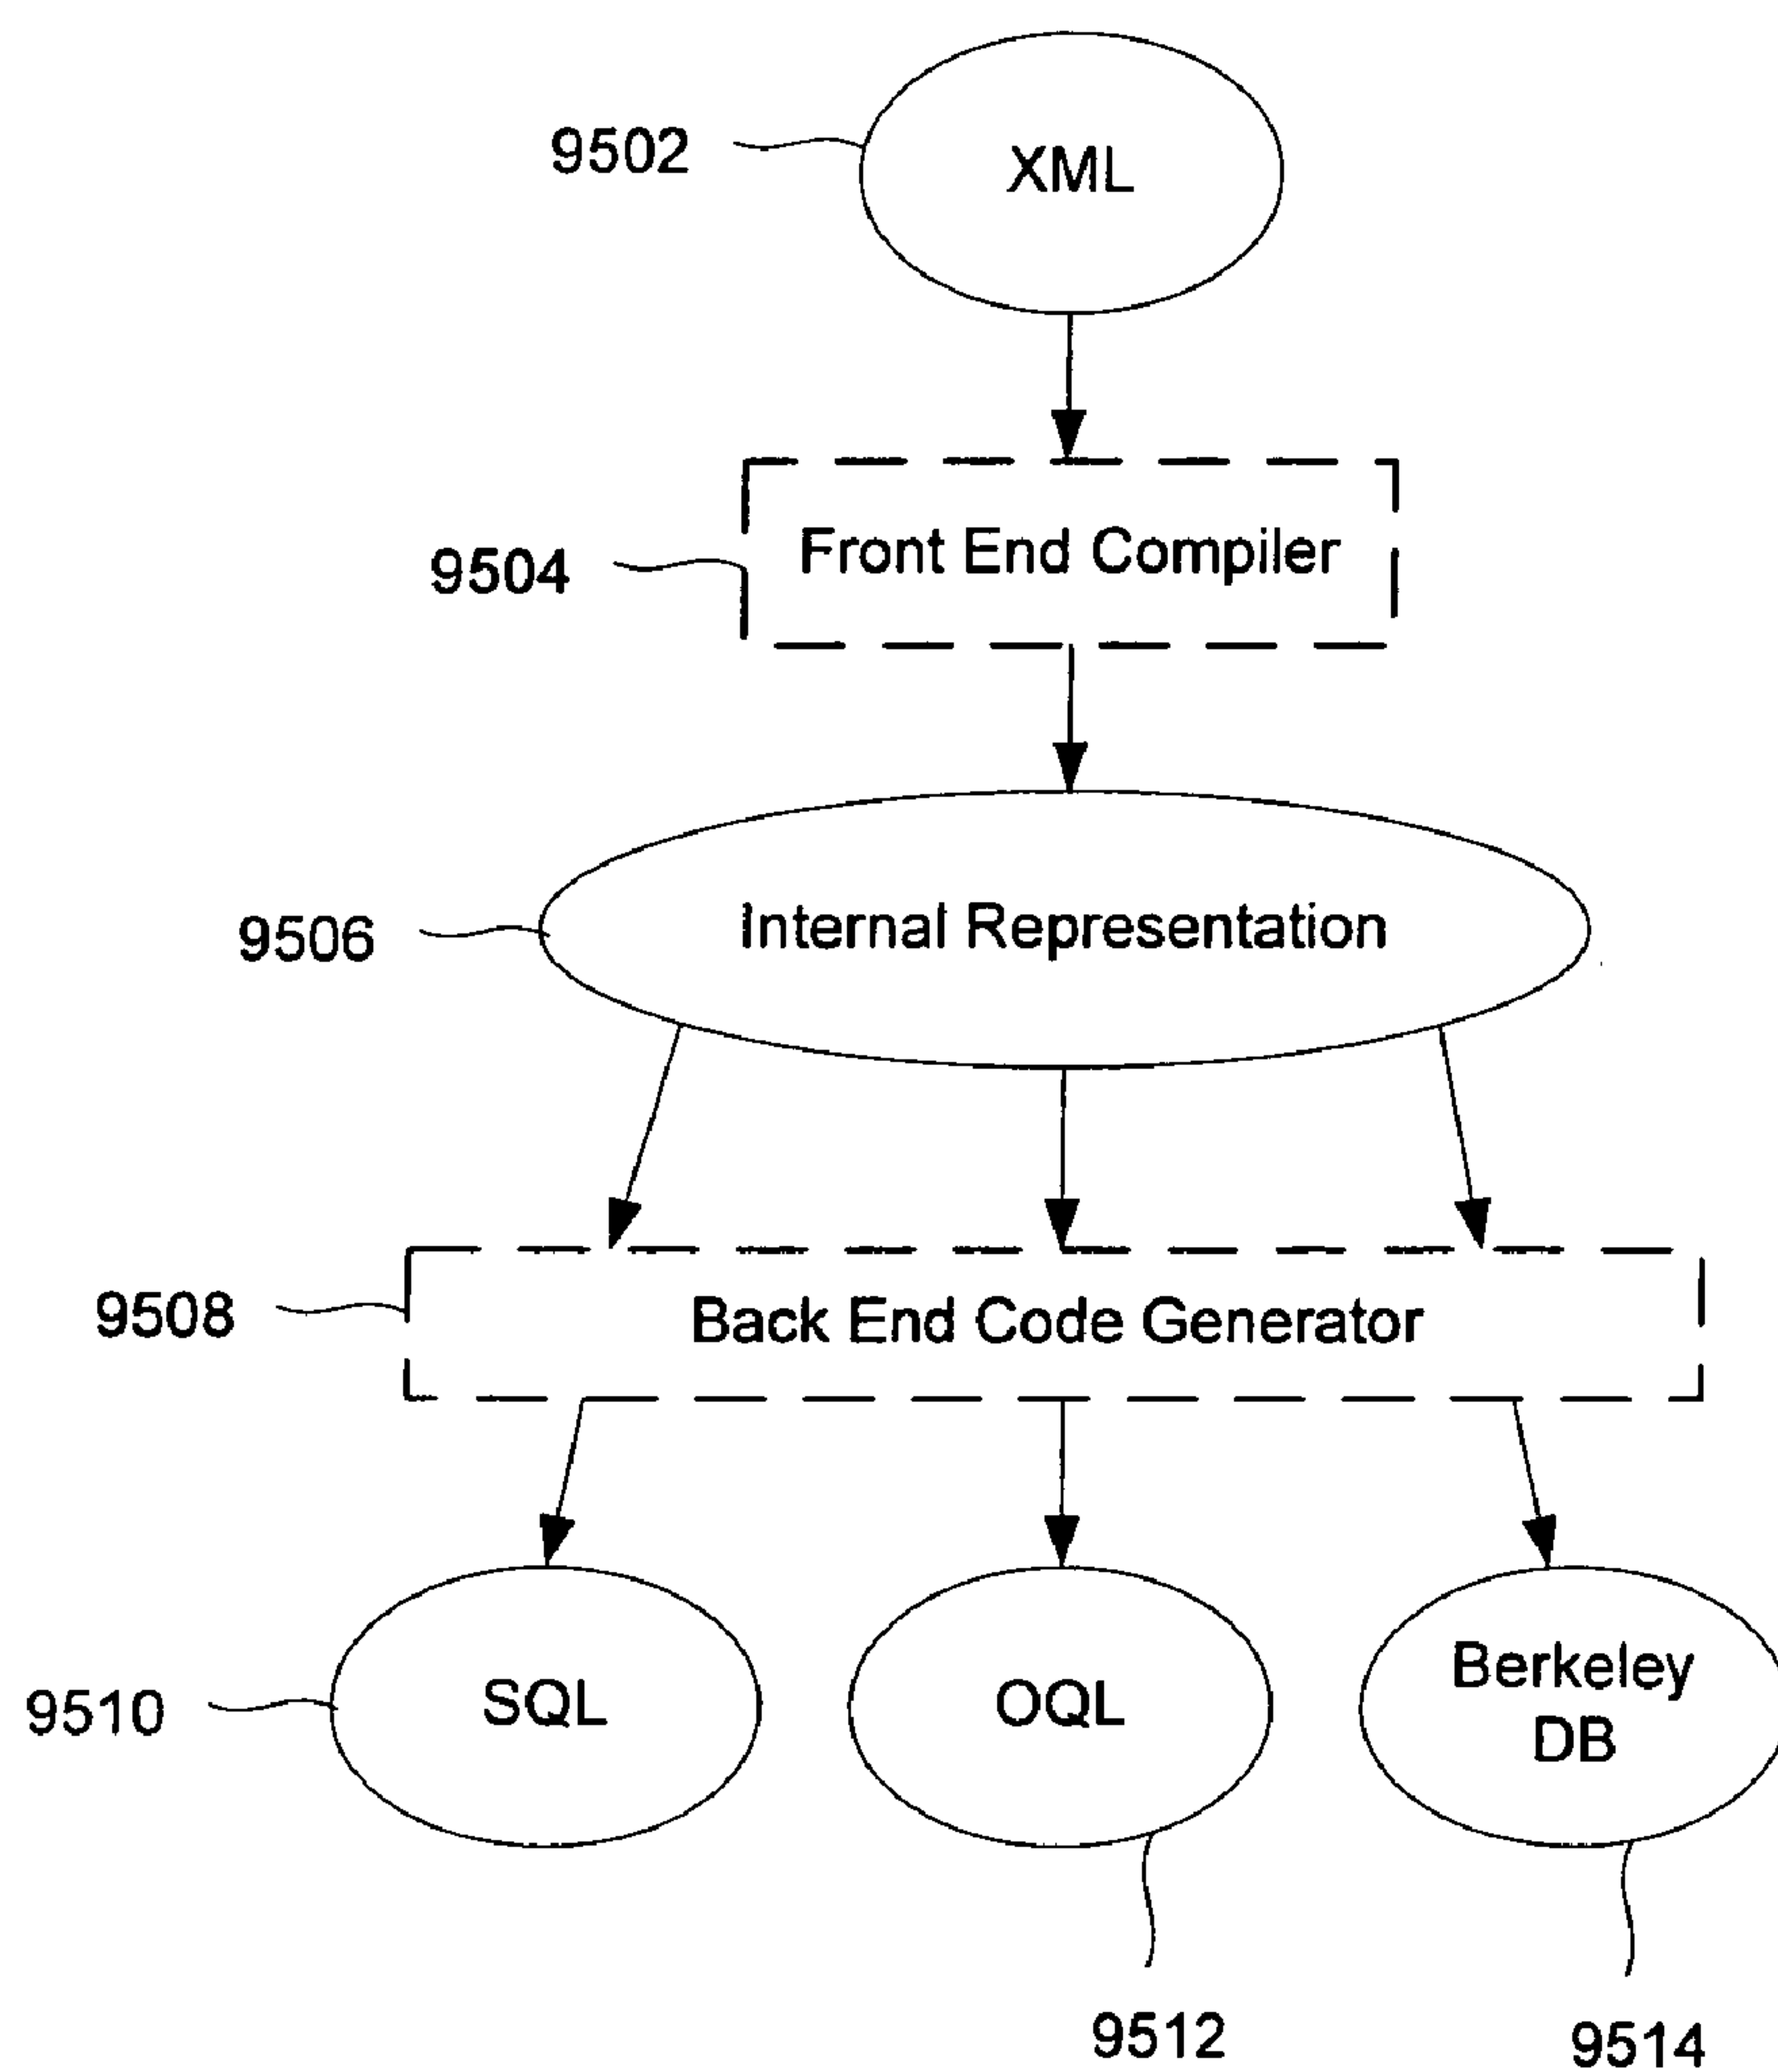 9502
XML
9504
Front End Compiler
9506
Internal Representation
9508
Back End Code Generator
9510
SQL
OQL
Berkeley
DB
9512
9514